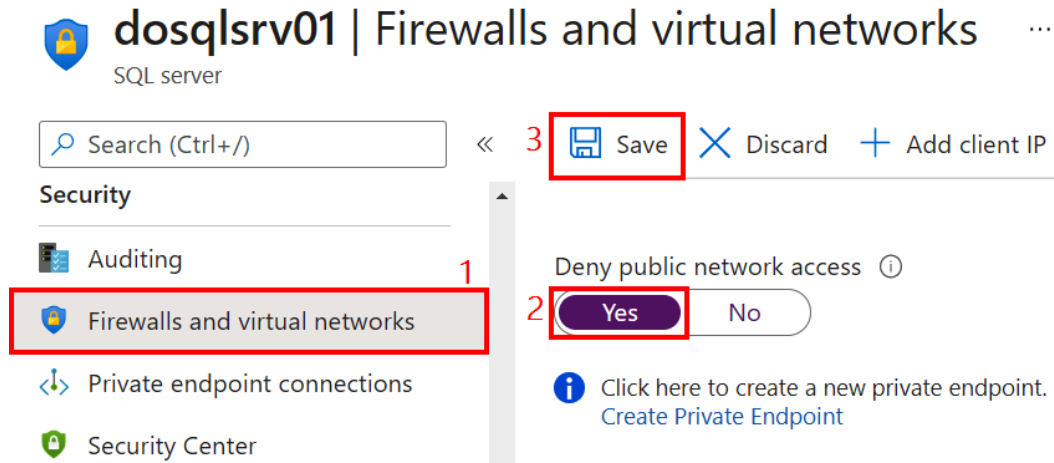 dosqlsrv01 | Firewalls and virtual networks ...
SQL server
Search (Ctrl+/)
«
3 Save Discard + Add client IP
Security
Auditing
1
Firewalls and virtual networks
Private endpoint connections
Security Center
Deny public network access
2 Yes No
Click here to create a new private endpoint.
Create Private Endpoint